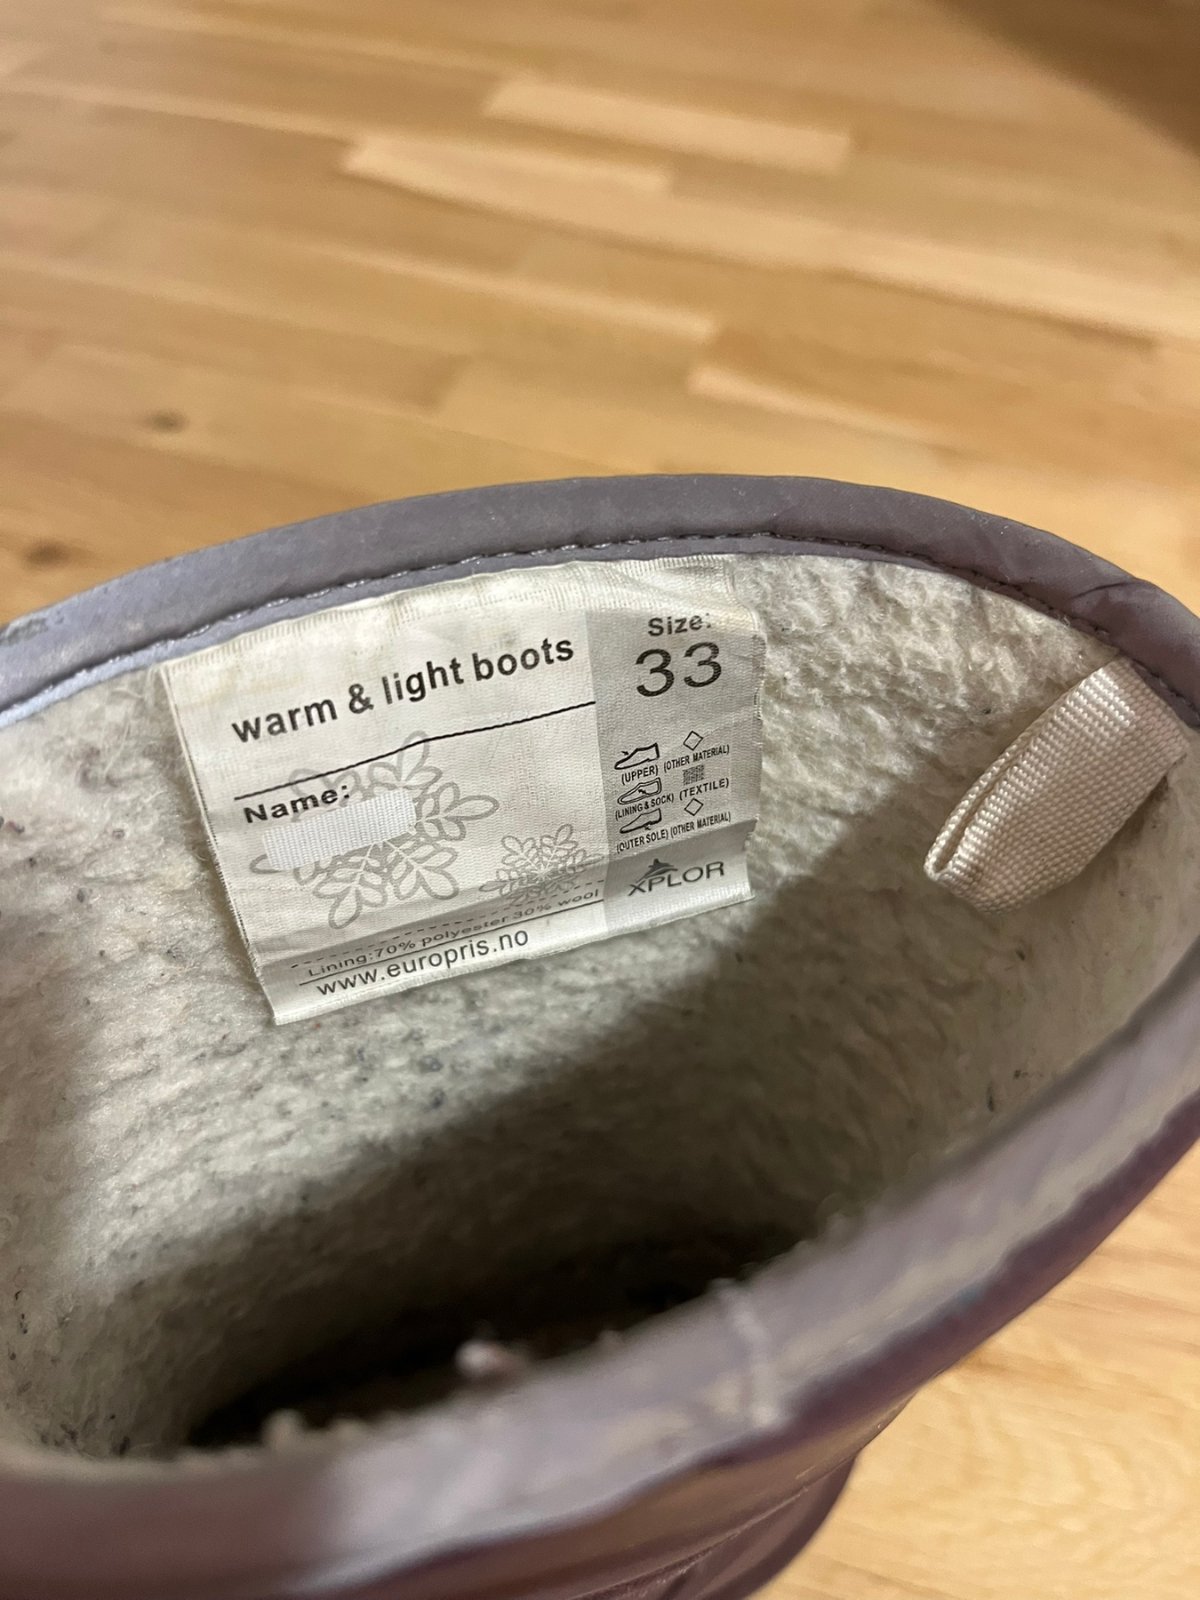 warm & light boots
Name:
Lining:70% polyester 30% wool
www.europris.no
Size:
33
(UPPER) (OTHER MATERIAL)
(LINING & SOCK) (TEXTILE)
(OUTER SOLE) (OTHER MATERIAL)
XPLOR